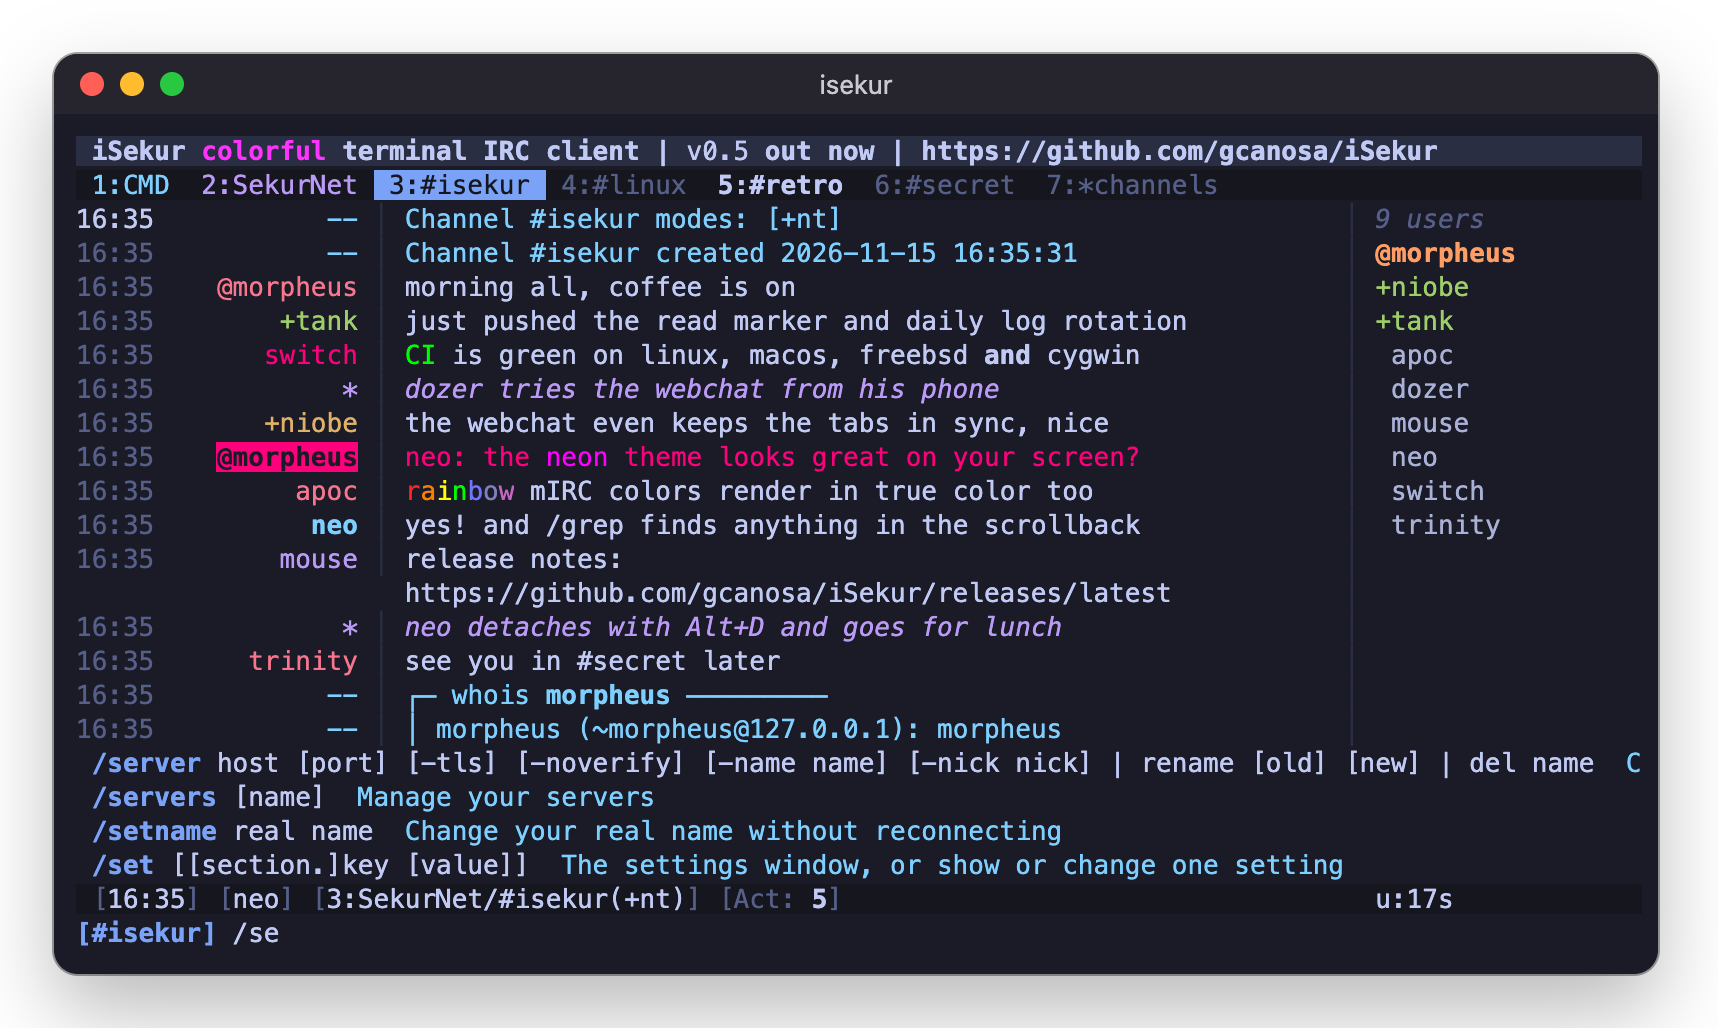 isekur
iSekur colorful terminal IRC client | v0.5 out now | https://github.com/gcanosa/iSekur
1:CMD 2:SekurNet 3:#isekur 4:#linux 5:#retro 6:#secret 7:*channels
16:35 -- Channel #isekur modes: [+nt] 9 users
16:35 -- Channel #isekur created 2026-11-15 16:35:31 @morpheus
16:35 @morpheus morning all, coffee is on +niobe
16:35 +tank just pushed the read marker and daily log rotation +tank
16:35 switch CI is green on linux, macos, freebsd and cygwin apoc
16:35 * dozer tries the webchat from his phone dozer
16:35 +niobe the webchat even keeps the tabs in sync, nice mouse
16:35 @morpheus neo: the neon theme looks great on your screen? neo
16:35 apoc rainbow mIRC colors render in true color too switch
16:35 neo yes! and /grep finds anything in the scrollback trinity
16:35 mouse release notes:
https://github.com/gcanosa/iSekur/releases/latest
16:35 * neo detaches with Alt+D and goes for lunch
16:35 trinity see you in #secret later
16:35 -- whois morpheus
16:35 -- morpheus (~morpheus@127.0.0.1): morpheus
/server host [port] [-tls] [-noverify] [-name name] [-nick nick] | rename [old] [new] | del name C
/servers [name] Manage your servers
/setname real name Change your real name without reconnecting
/set [[section.]key [value]] The settings window, or show or change one setting
[16:35] [neo] [3:SekurNet/#isekur(+nt)] [Act: 5] u:17s
[#isekur] /se